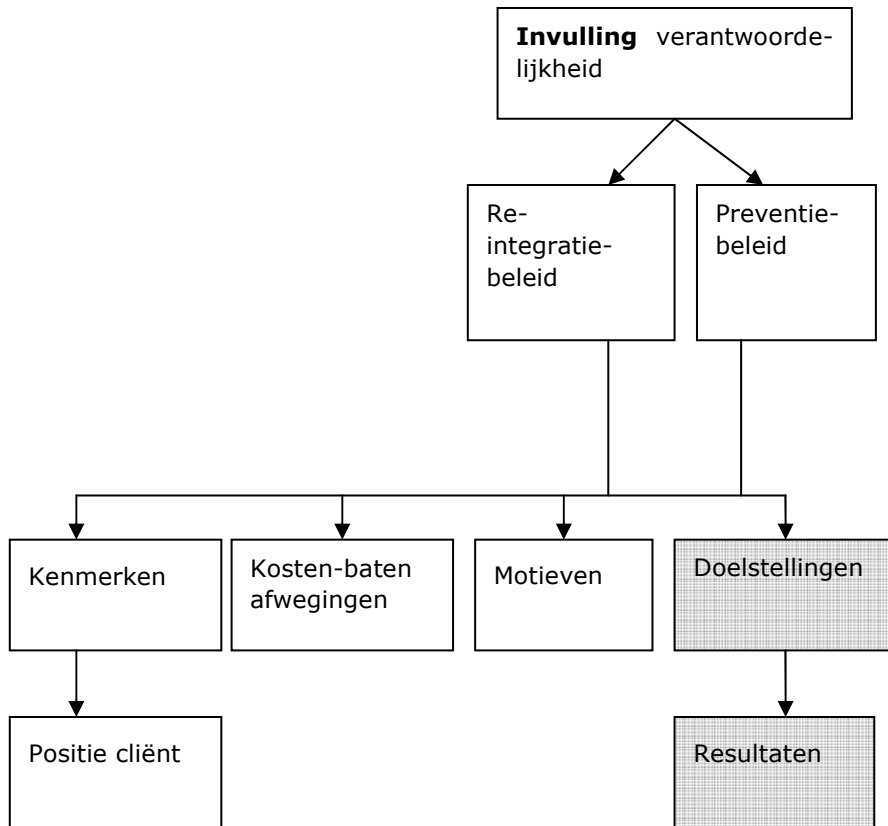 Invulling verantwoorde-
lijkheid
Re-
integratie-
beleid
Preventie-
beleid
Kenmerken
Kosten-baten
afwegingen
Motieven
Doelstellingen
Positie cliënt
Resultaten